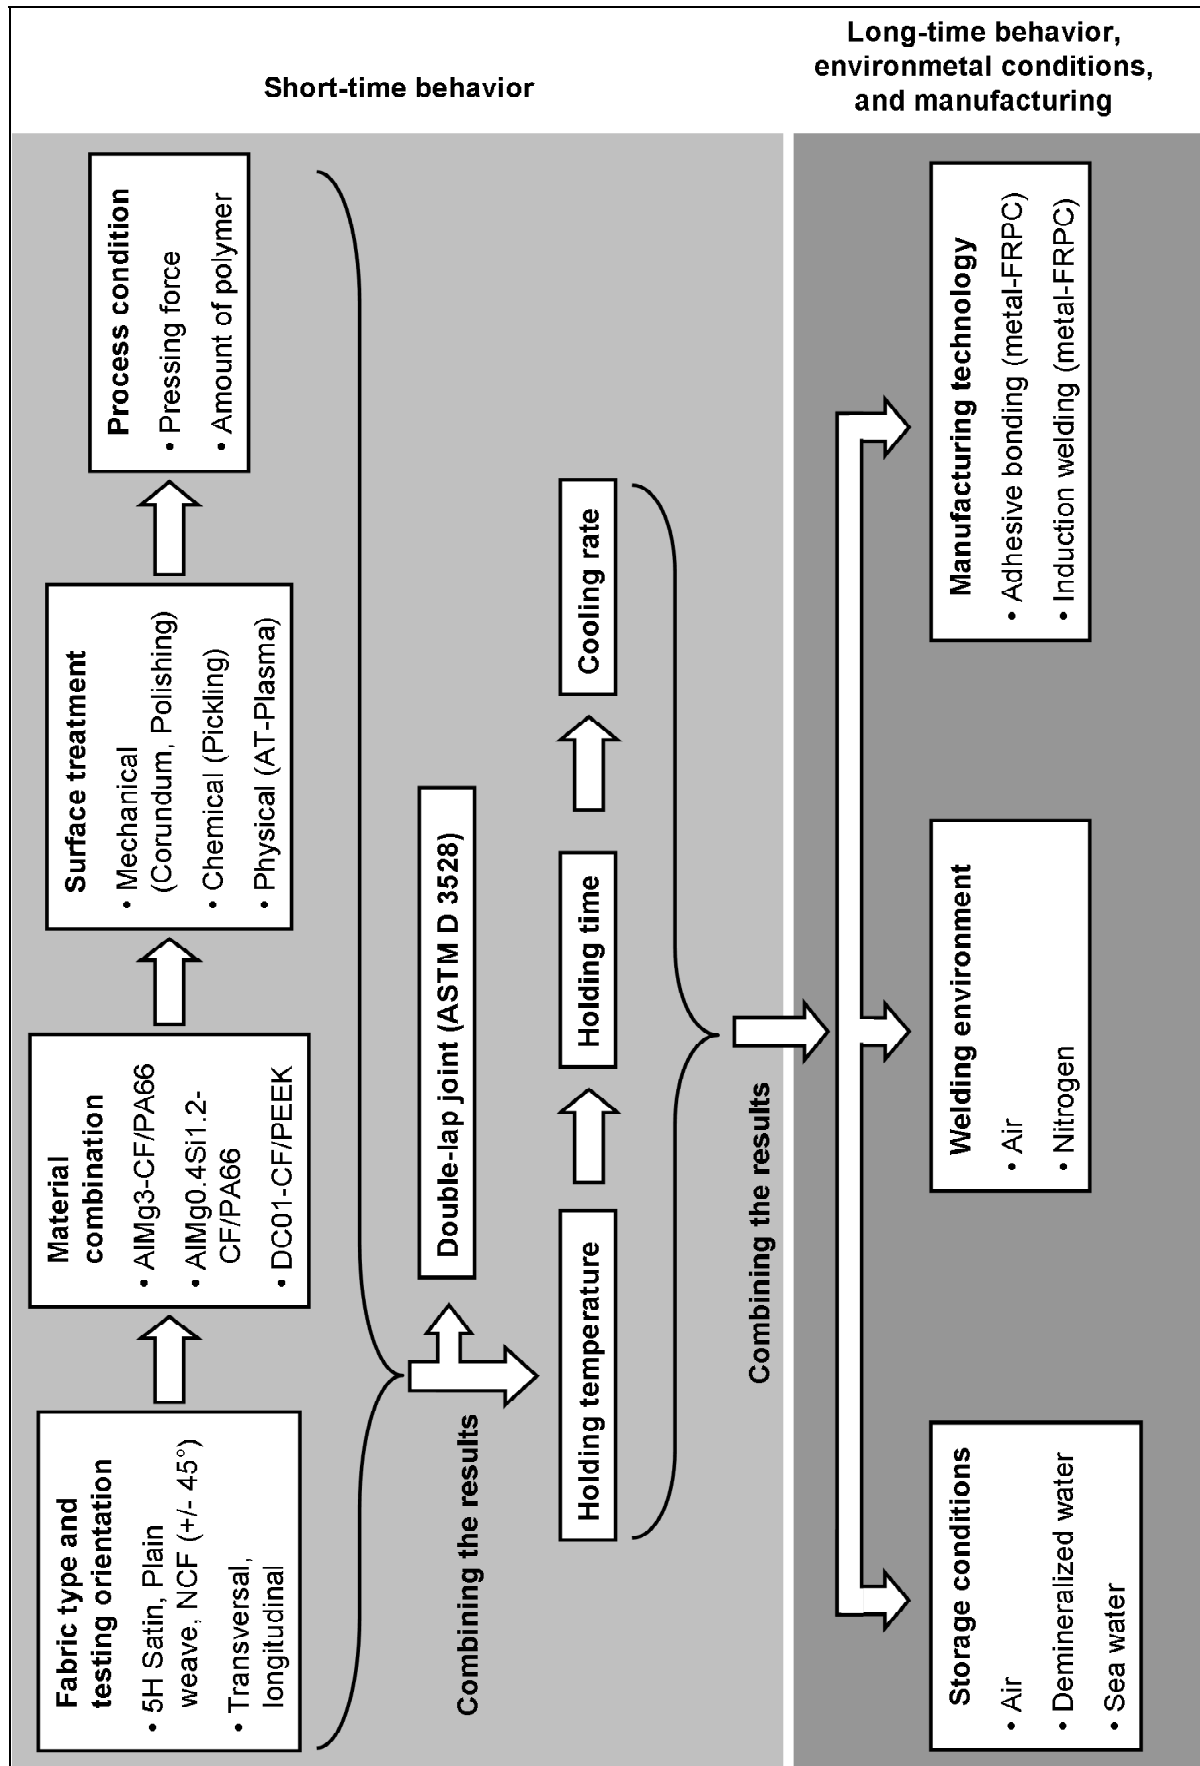 Short-time behavior
Fabric type and
testing orientation
• 5H Satin, Plain
weave, NCF (+/- 45°)
• Transversal,
longitudinal
Material
combination
• AlMg3-CF/PA66
• AlMg0.4Si1.2-
CF/PA66
• DC01-CF/PEEK
Surface treatment
• Mechanical
(Corundum, Polishing)
• Chemical (Pickling)
• Physical (AT-Plasma)
Process condition
• Pressing force
• Amount of polymer
Combining the results
Double-lap joint (ASTM D 3528)
Holding temperature
Holding time
Cooling rate
Combining the results
Long-time behavior,
environmetal conditions,
and manufacturing
Storage conditions
• Air
• Demineralized water
• Sea water
Welding environment
• Air
• Nitrogen
Manufacturing technology
• Adhesive bonding (metal-FRPC)
• Induction welding (metal-FRPC)